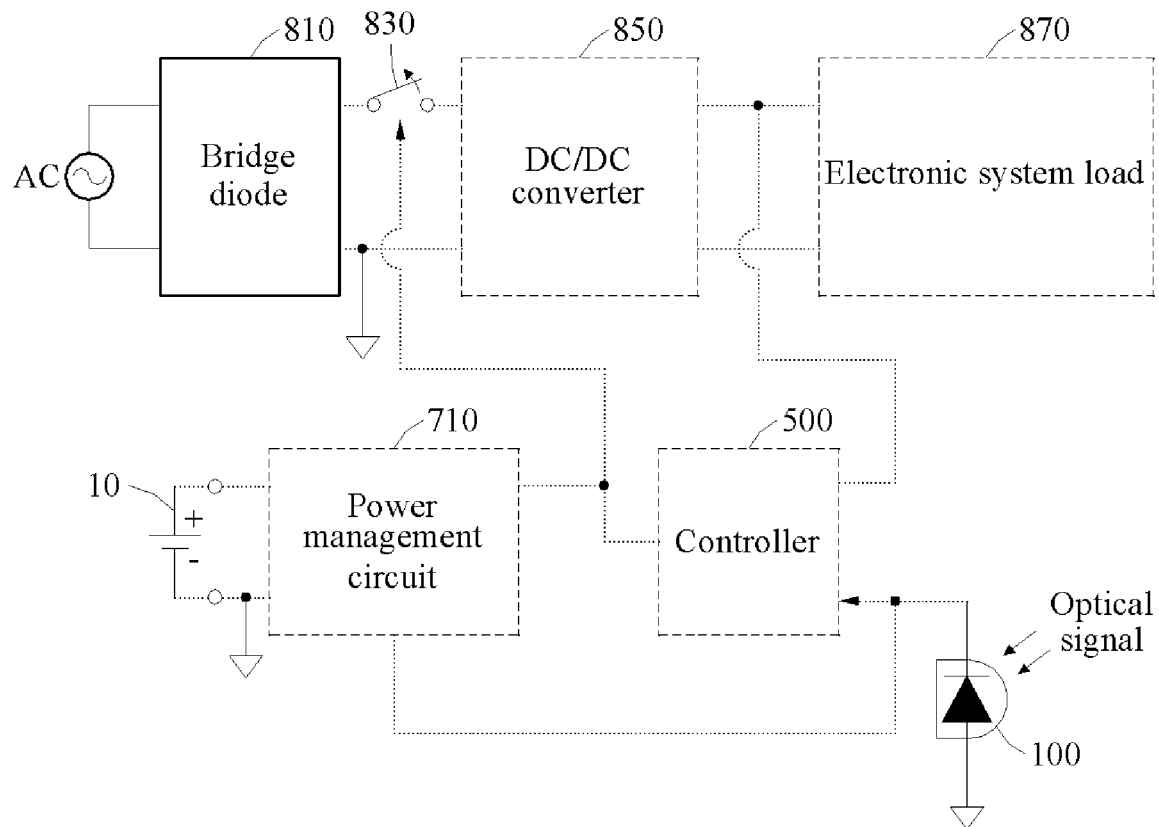 810
830
850
870
AC
Bridge
diode
DC/DC
converter
Electronic system load
710
500
10
+
-
Power
management
circuit
Controller
Optical
signal
100